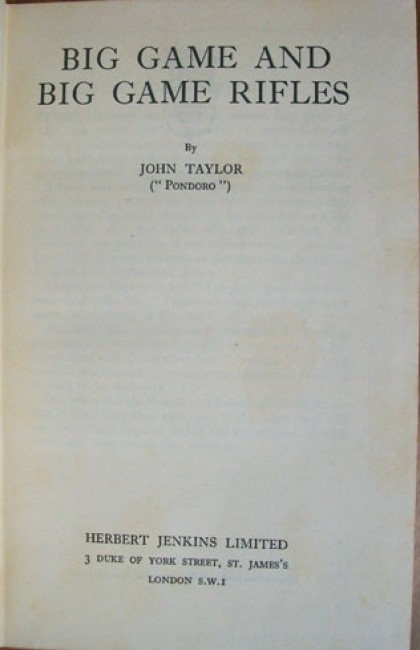 BIG GAME AND
BIG GAME RIFLES
By
JOHN TAYLOR
(" PONDORO ")
HERBERT JENKINS LIMITED
3 DUKE OF YORK STREET, ST. JAMES'S
LONDON S.W.1